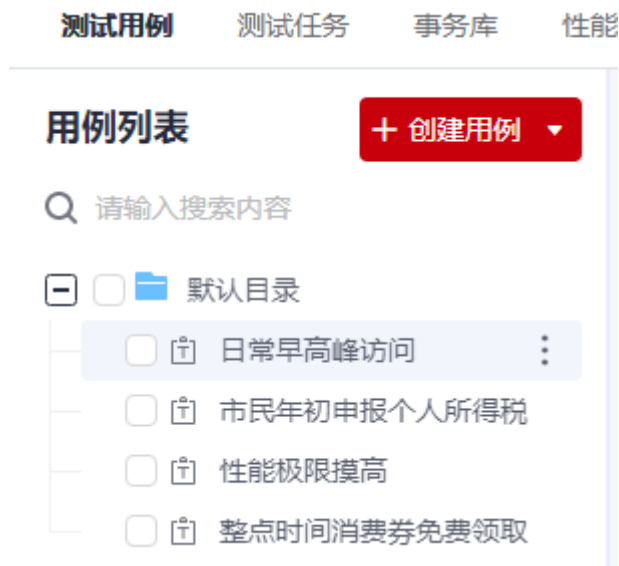 测试用例 测试任务 事务库 性能
用例列表
创建用例
请输入搜索内容
默认目录
日常早高峰访问
市民年初申报个人所得税
性能极限摸高
整点时间消费券免费领取